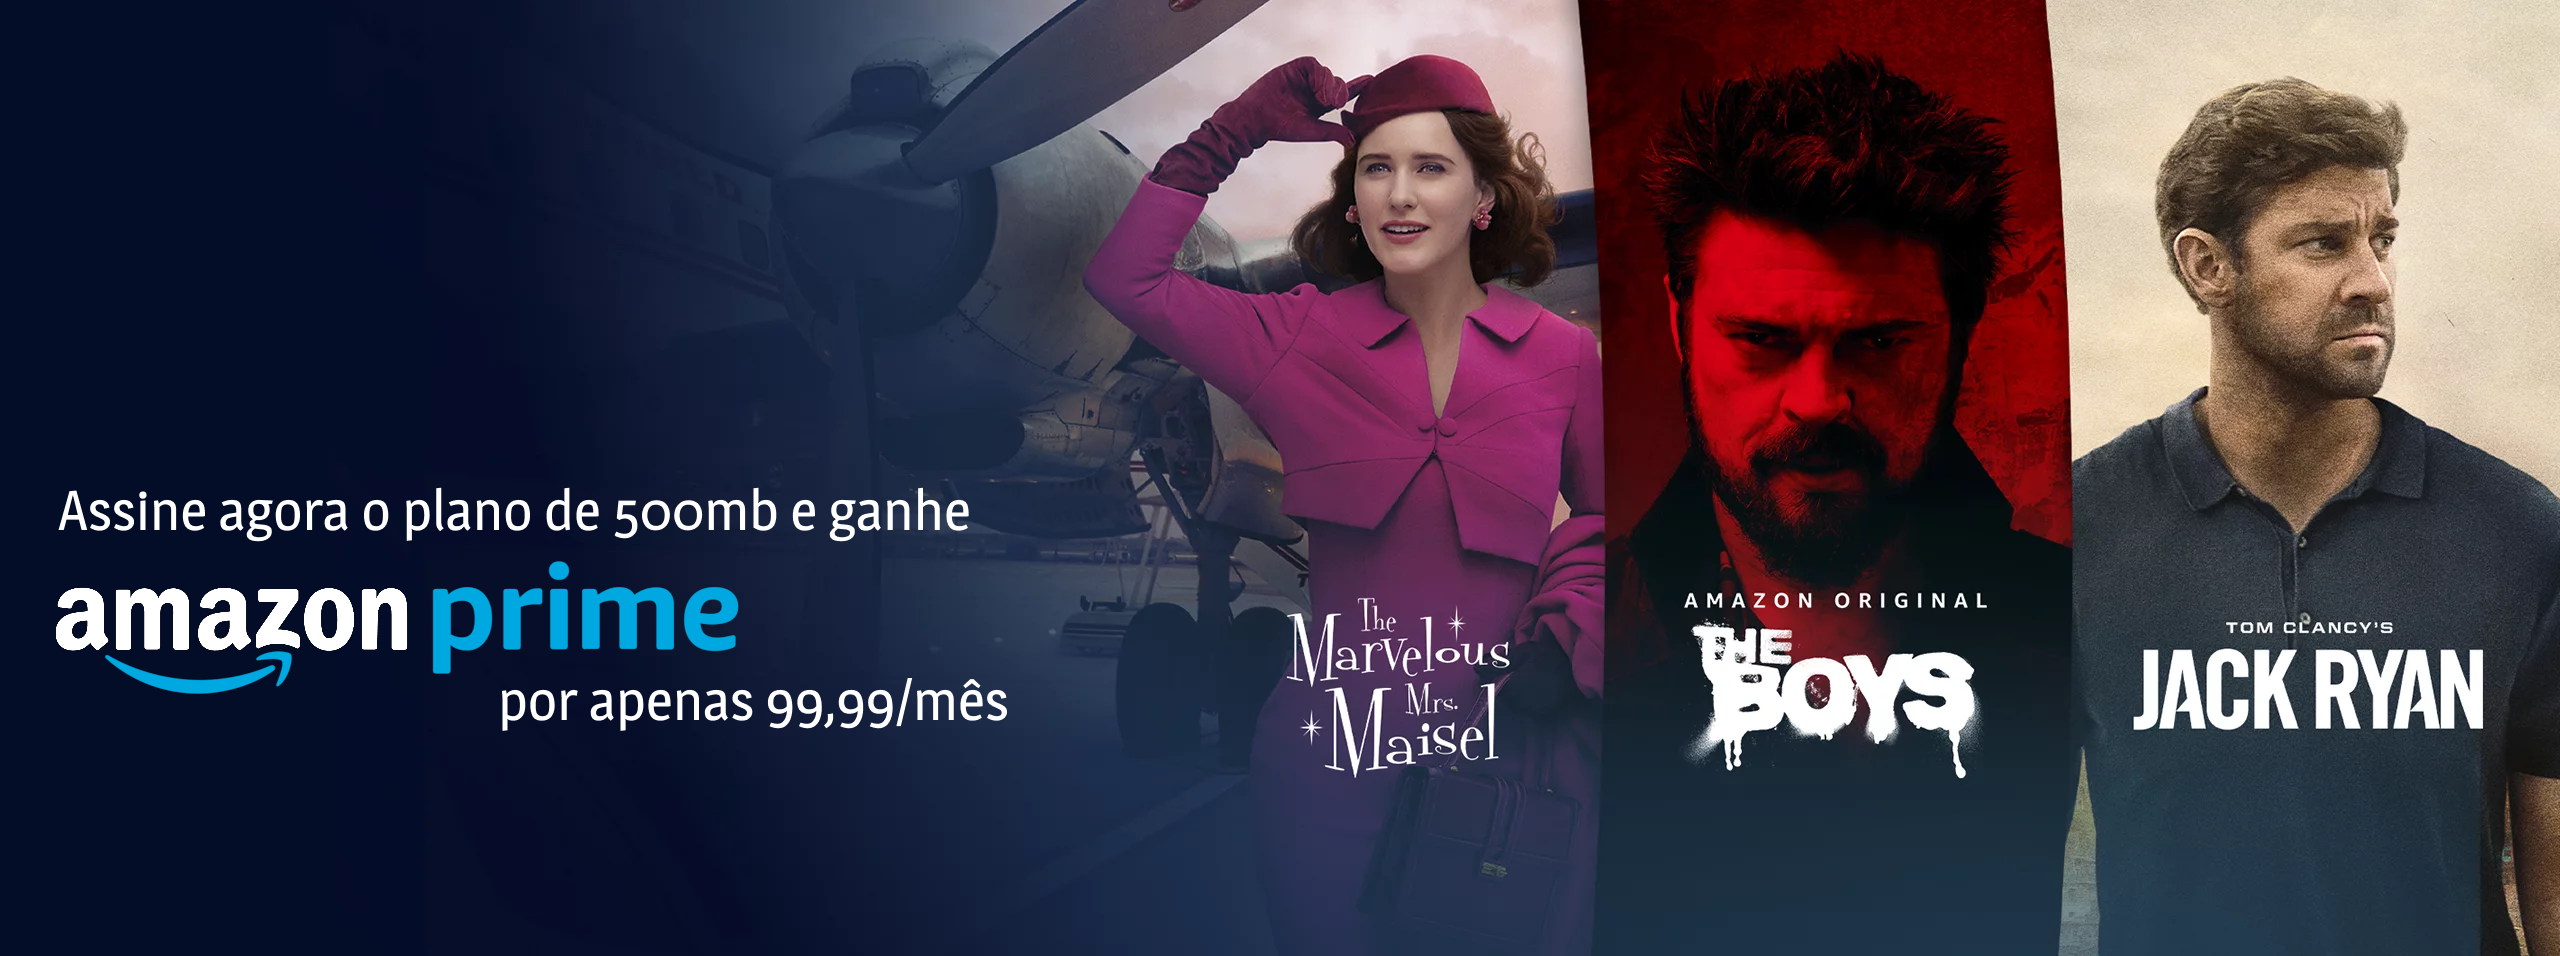 Assine agora o plano de 500mb e ganhe
amazon prime
por apenas 99,99/mês
The
Marvelous
Mrs.
Maisel
AMAZON ORIGINAL
THE
BOYS
TOM CLANCY'S
JACK RYAN